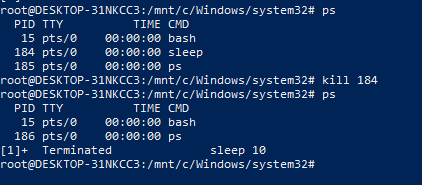 root@DESKTOP-31NKCC3:/mnt/c/Windows/system32# ps
  PID TTY          TIME CMD
   15 pts/0    00:00:00 bash
  184 pts/0    00:00:00 sleep
  185 pts/0    00:00:00 ps
root@DESKTOP-31NKCC3:/mnt/c/Windows/system32# kill 184
root@DESKTOP-31NKCC3:/mnt/c/Windows/system32# ps
  PID TTY          TIME CMD
   15 pts/0    00:00:00 bash
  186 pts/0    00:00:00 ps
[1]+  Terminated              sleep 10
root@DESKTOP-31NKCC3:/mnt/c/Windows/system32#